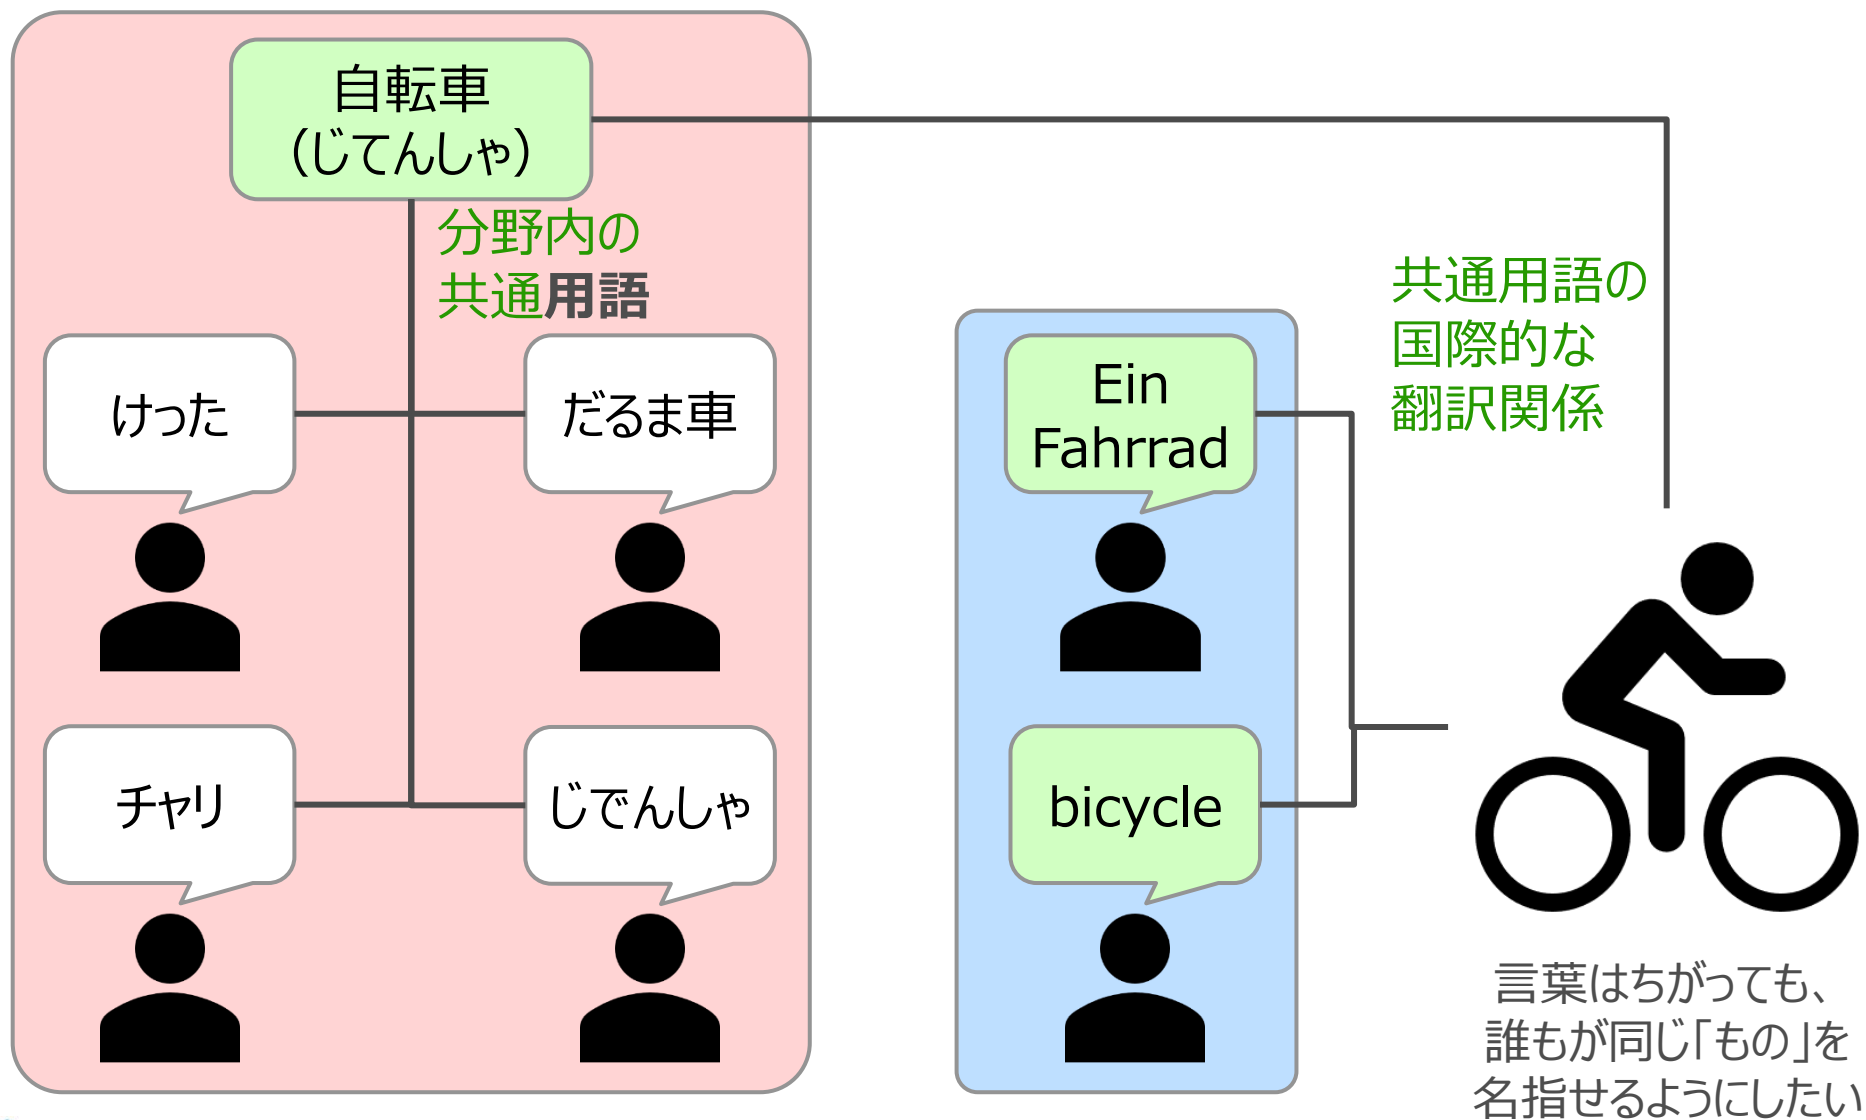 自転車
（じてんしゃ）
分野内の
共通用語
けった
だるま車
チャリ
じでんしゃ
Ein
Fahrrad
bicycle
共通用語の
国際的な
翻訳関係
言葉はちがっても、
誰もが同じ「もの」を
名指せるようにしたい